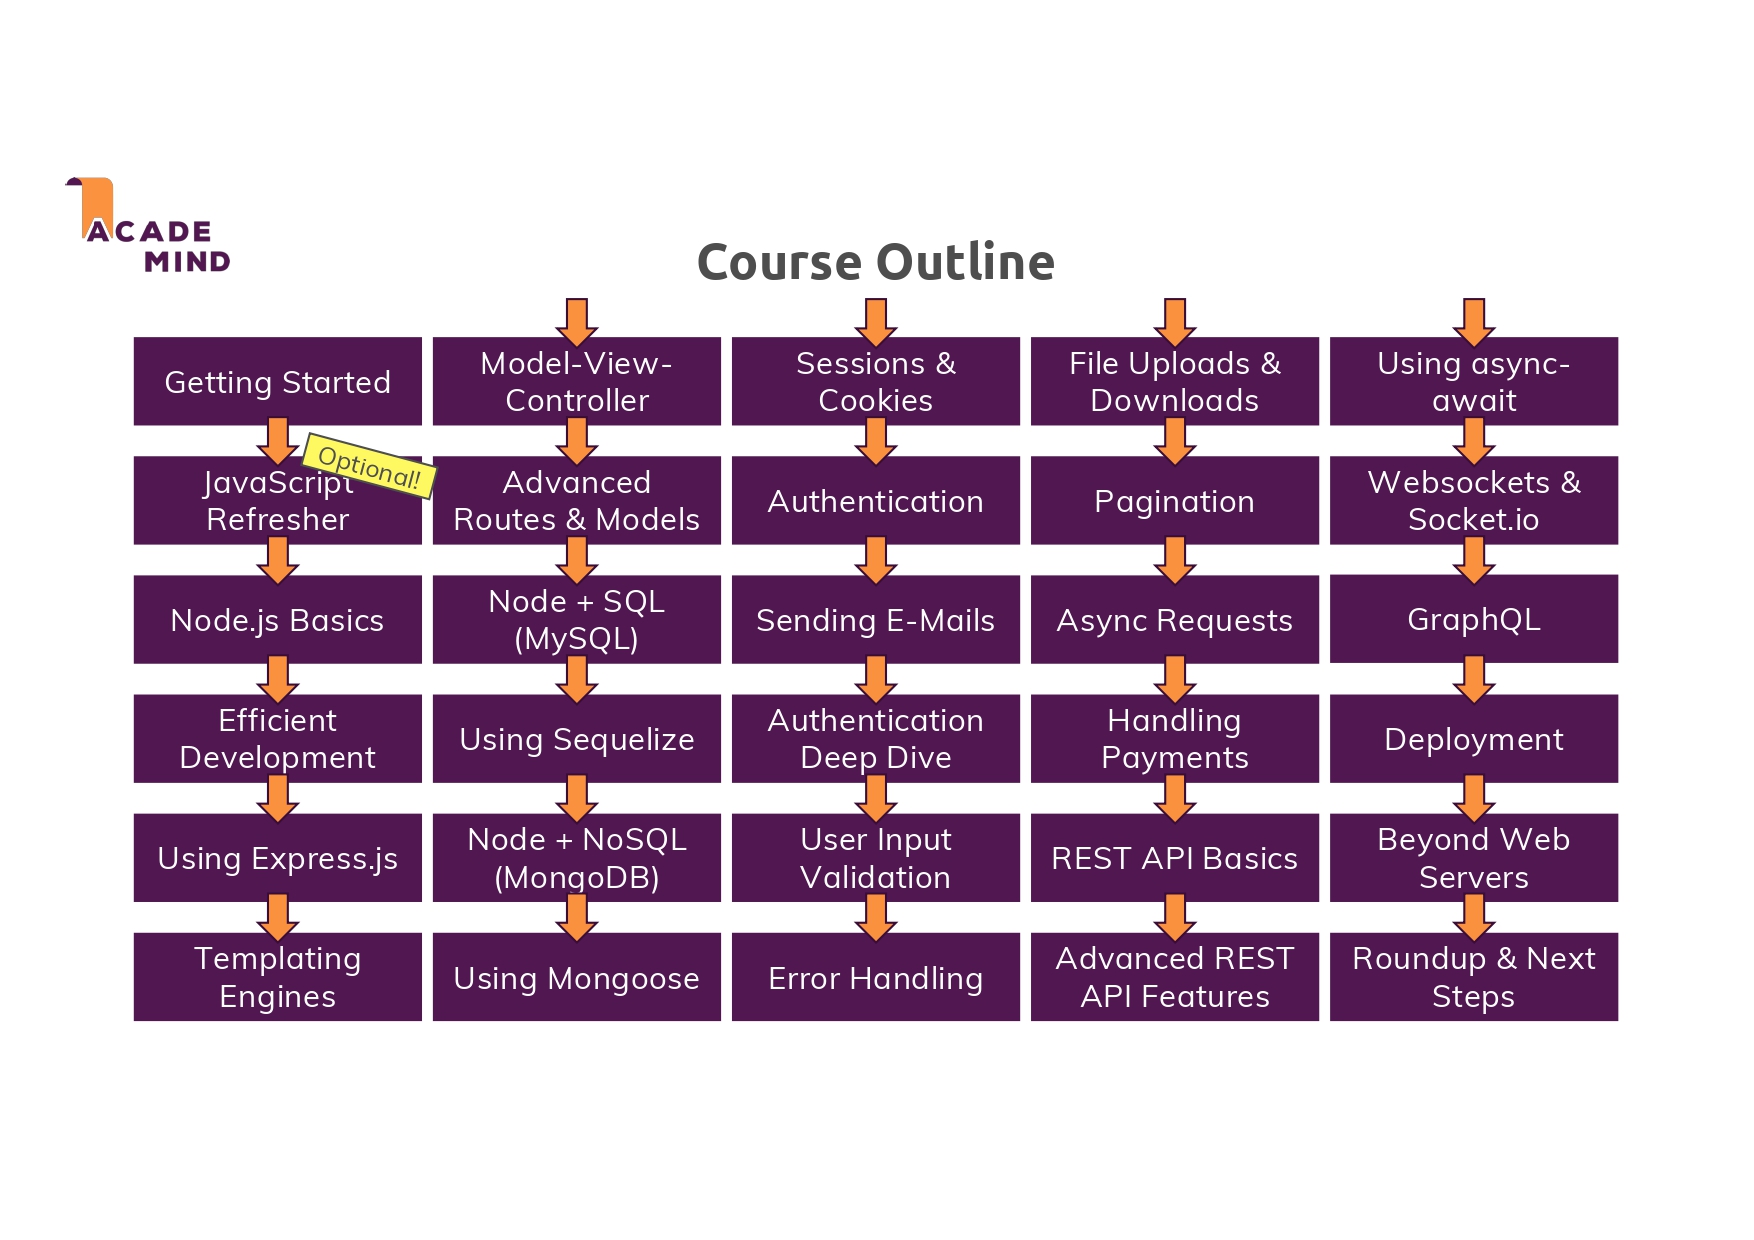 ACADE
MIND
Course Outline
Getting Started
Optional!
JavaScript
Refresher
Node.js Basics
Efficient
Development
Using Express.js
Templating
Engines
Model-View-
Controller
Advanced
Routes & Models
Node + SQL
(MySQL)
Using Sequelize
Node + NoSQL
(MongoDB)
Using Mongoose
Sessions &
Cookies
Authentication
Sending E-Mails
Authentication
Deep Dive
User Input
Validation
Error Handling
File Uploads &
Downloads
Pagination
Async Requests
Handling
Payments
REST API Basics
Advanced REST
API Features
Using async-
await
Websockets &
Socket.io
GraphQL
Deployment
Beyond Web
Servers
Roundup & Next
Steps